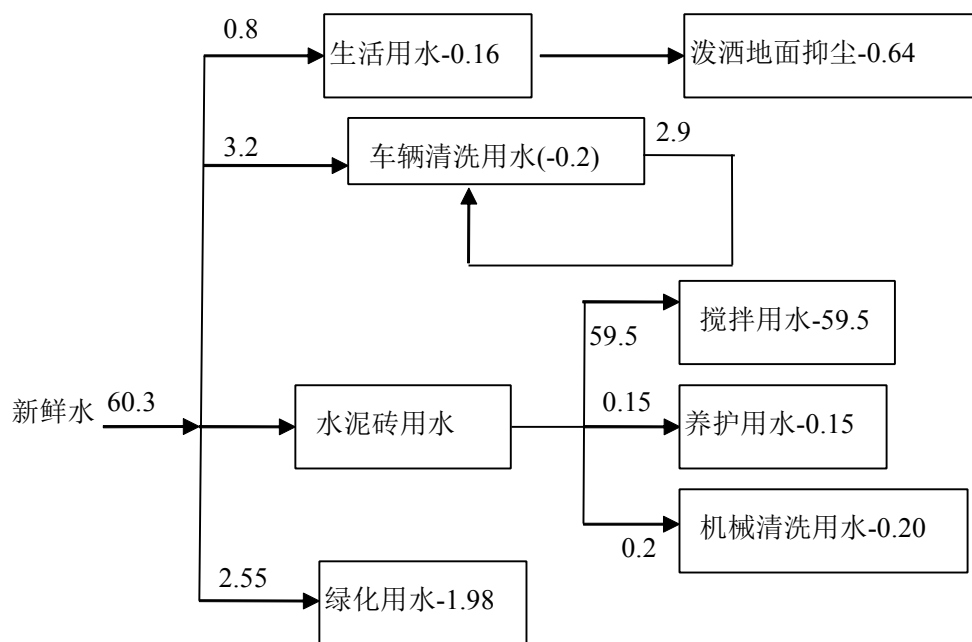 0.8
生活用水-0.16
泼洒地面抑尘-0.64
3.2
车辆清洗用水(-0.2)
2.9
59.5
搅拌用水-59.5
新鲜水
60.3
水泥砖用水
0.15
养护用水-0.15
0.2
机械清洗用水-0.20
2.55
绿化用水-1.98